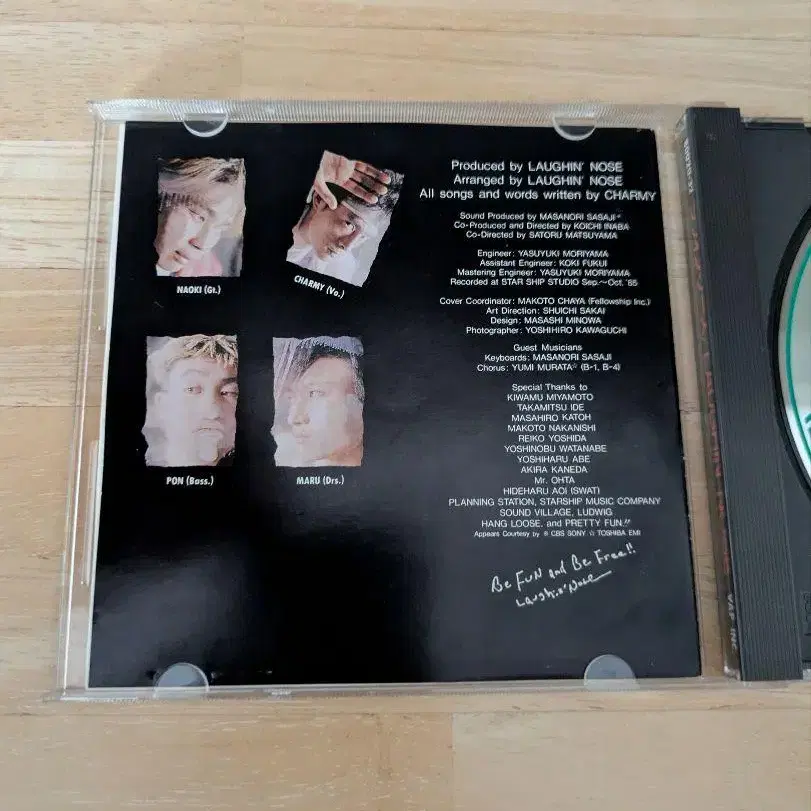 NAOKI (Gt.)
CHARMY (Vo.)
PON (Bass.)
MARU (Drs.)
Produced by LAUGHIN' NOSE
Arranged by LAUGHIN' NOSE
All songs and words written by CHARMY
Sound Produced by MASANORI SASAJI*
Co-Produced and Directed by KOICHI INABA
Co-Directed by SATORU MATSUYAMA
Engineer: YASUYUKI MORIYAMA
Assistant Engineer: KOKI FUKUI
Mastering Engineer: YASUYUKI MORIYAMA
Recorded at STAR SHIP STUDIO Sep.~Oct. '85
Cover Coordinator: MAKOTO CHAYA (Fellowship Inc.)
Art Direction: SHUICHI SAKAI
Design: MASASHI MINOWA
Photographer: YOSHIHIRO KAWAGUCHI
Guest Musicians
Keyboards: MASANORI SASAJI
Chorus: YUMI MURATA☆ (B-1, B-4)
Special Thanks to
KIWAMU MIYAMOTO
TAKAMITSU IDE
MASAHIRO KATOH
MAKOTO NAKANISHI
REIKO YOSHIDA
YOSHINOBU WATANABE
YOSHIHARU ABE
AKIRA KANEDA
Mr. OHTA
HIDEHARU AOI (SWAT)
PLANNING STATION, STARSHIP MUSIC COMPANY
SOUND VILLAGE, LUDWIG
HANG LOOSE, and PRETTY FUN.!!
Appears Courtesy by * CBS SONY ☆ TOSHIBA EMI
Be FUN and Be Free!!
Laughin' Nose
VAP INC